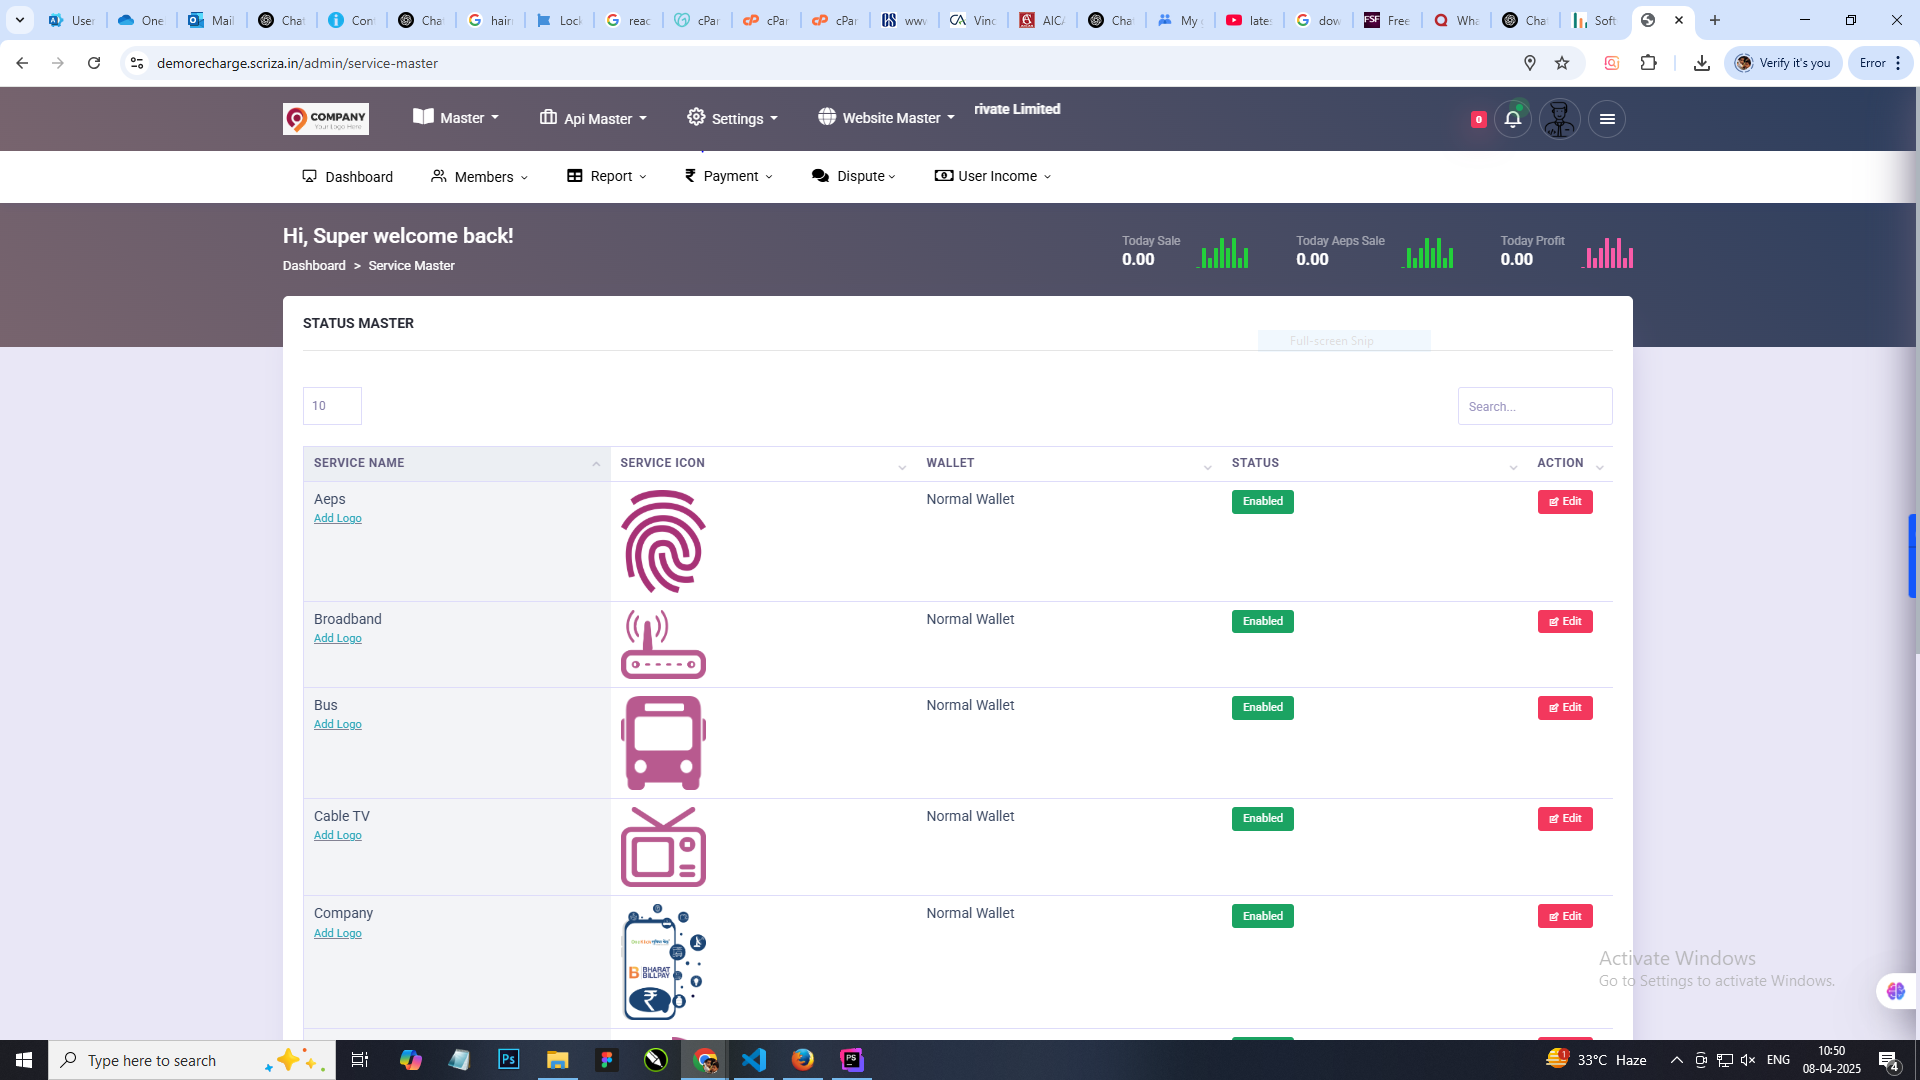 User
One
Mail
Chat
Con
Chat
hairi
Lock
reac
cPar
cPar
cPar
www
Vinc
AICA
Chat
My
late
dow
Free
Wha
Chat
Soft
demorecharge.scriza.in/admin/service-master
Verify it's you
Error
COMPANY
Your Logo Here
Master
Api Master
Settings
Website Master
rivate Limited
0
Dashboard
Members
Report
Payment
Dispute
User Income
Hi, Super welcome back!
Dashboard > Service Master
Today Sale
0.00
Today Aeps Sale
0.00
Today Profit
0.00
STATUS MASTER
Full-screen Snip
10
Search...
SERVICE NAME SERVICE ICON WALLET STATUS ACTION
Aeps Normal Wallet Enabled Edit
Add Logo
Broadband Normal Wallet Enabled Edit
Add Logo
Bus Normal Wallet Enabled Edit
Add Logo
Cable TV Normal Wallet Enabled Edit
Add Logo
Company Normal Wallet Enabled Edit
Add Logo
BHARAT
BILLPAY
Activate Windows
Go to Settings to activate Windows.
Type here to search
33°C Haze
ENG
10:50
08-04-2025
4